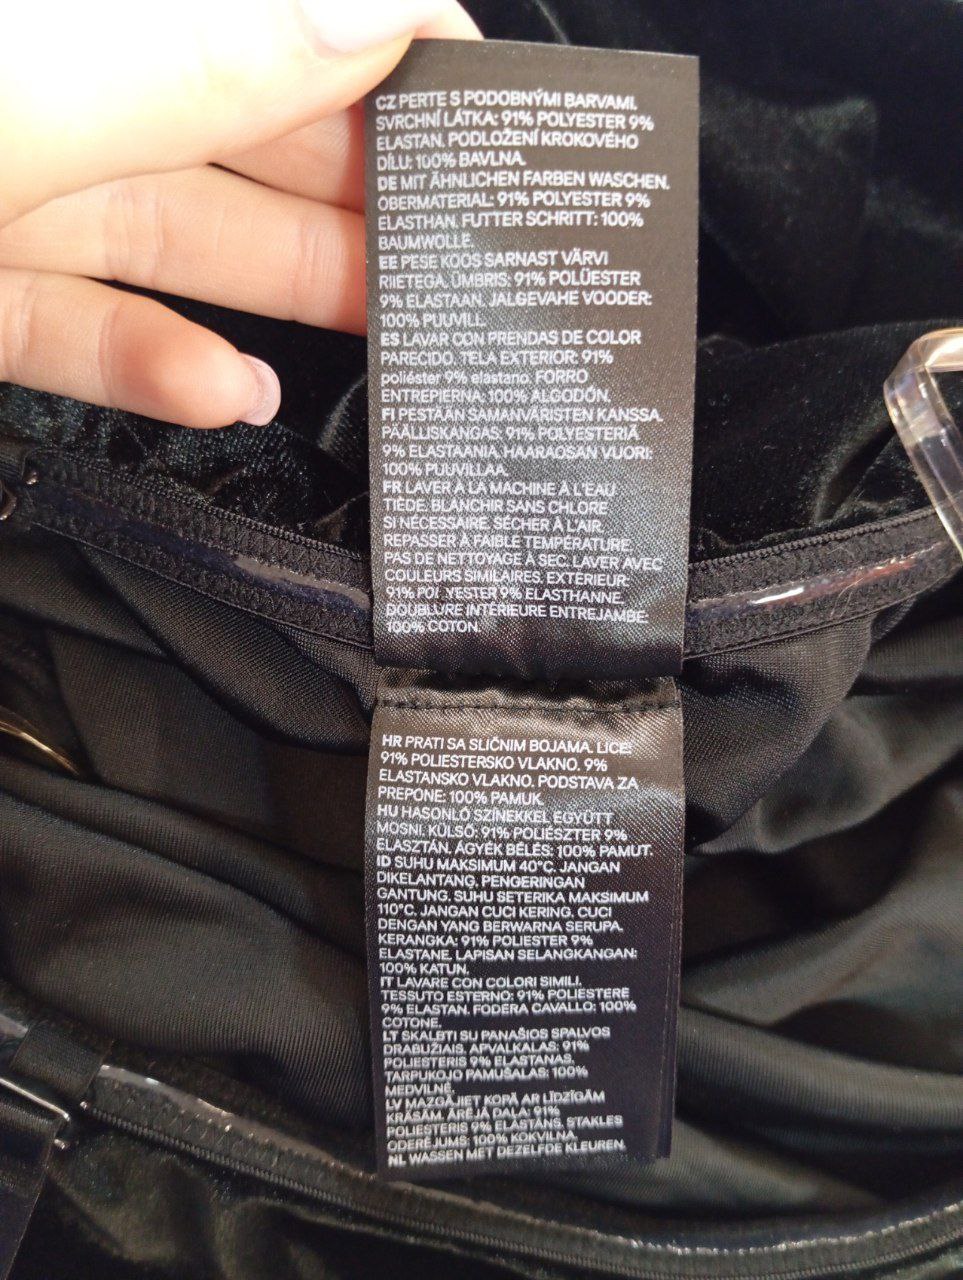 CZ PERTE S PODOBNÝMI BARVAMI.
SVRCHNÍ LÁTKA: 91% POLYESTER 9%
ELASTAN. PODLOŽENÍ KROKOVÉHO
DÍLU: 100% BAVLNA.
DE MIT ÄHNLICHEN FARBEN WASCHEN.
OBERMATERIAL: 91% POLYESTER 9%
ELASTHAN. FUTTER SCHRITT: 100%
BAUMWOLLE.
EE PESE KOOS SARNAST VÄRVI
RIIETEGA. ÜMBRIS: 91% POLÜESTER
9% ELASTAAN. JALGEVAHE VOODER:
100% PUUVILL.
ES LAVAR CON PRENDAS DE COLOR
PARECIDO. TELA EXTERIOR: 91%
poliéster 9% elastano. FORRO
ENTREPIERNA: 100% ALGODÓN.
FI PESTÄÄN SAMANVÄRISTEN KANSSA.
PÄÄLLISKANGAS: 91% POLYESTERIÄ
9% ELASTAANIA. HAARAOSAN VUORI:
100% PUUVILLAA.
FR LAVER À LA MACHINE À L'EAU
TIÈDE. BLANCHIR SANS CHLORE
SI NÉCESSAIRE. SÉCHER À L'AIR.
REPASSER À FAIBLE TEMPÉRATURE.
PAS DE NETTOYAGE À SEC. LAVER AVEC
COULEURS SIMILAIRES. EXTERIEUR:
91% POLYESTER 9% ELASTHANNE.
DOUBLURE INTÉRIEURE ENTREJAMBE:
100% COTON.
HR PRATI SA SLIČNIM BOJAMA. LICE:
91% POLIESTERSKO VLAKNO. 9%
ELASTANSKO VLAKNO. PODSTAVA ZA
PREPONE: 100% PAMUK.
HU HASONLÓ SZINEKKEL EGYÜTT
MOSNI. KÜLSŐ: 91% POLIÉSZTER 9%
ELASZTÁN. ÁGYÉK BÉLÉS: 100% PAMUT.
ID SUHU MAKSIMUM 40°C. JANGAN
DIKELANTANG. PENGERINGAN
GANTUNG. SUHU SETERIKA MAKSIMUM
110°C. JANGAN CUCI KERING. CUCI
DENGAN YANG BERWARNA SERUPA.
KERANGKA: 91% POLIESTER 9%
ELASTANE. LAPISAN SELANGKANGAN:
100% KATUN.
IT LAVARE CON COLORI SIMILI.
TESSUTO ESTERNO: 91% POLIESTERE
9% ELASTAN. FODERA CAVALLO: 100%
COTONE.
LT SKALBTI SU PANAŠIOS SPALVOS
DRABUŽIAIS. APVALKALAS: 91%
POLIESTERIS 9% ELASTANAS.
TARPUKOJO PAMUŠALAS: 100%
MEDVILNĖ.
LV MAZGĀJIET KOPĀ AR LĪDZĪGĀM
KRĀSĀM. ĀRĒJĀ DAĻA: 91%
POLIESTERIS 9% ELASTĀNS. STAKLES
ODERĒJUMS: 100% KOKVILNA.
NL WASSEN MET DEZELFDE KLEUREN.